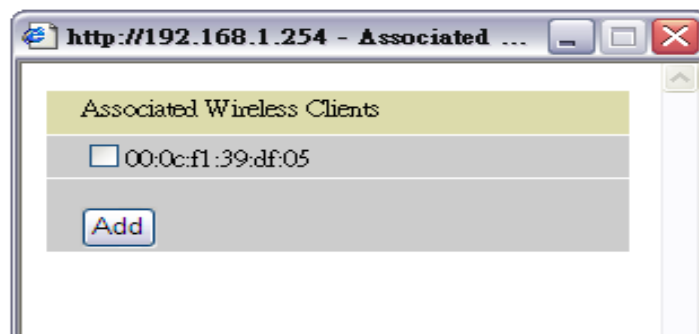 http://192.168.1.254 - Associated ...
Associated Wireless Clients
00:0c:f1:39:df:05
Add